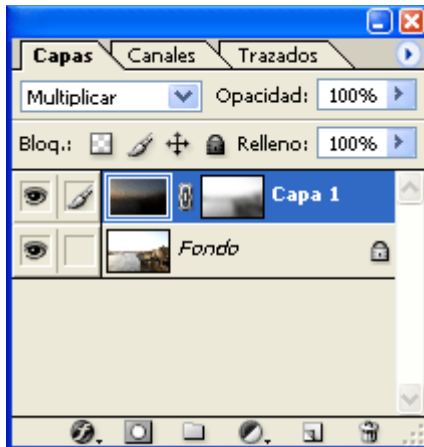 Capas Canales Trazados
Multiplicar Opacidad: 100%
Bloq.: Relleno: 100%
Capa 1
Fondo